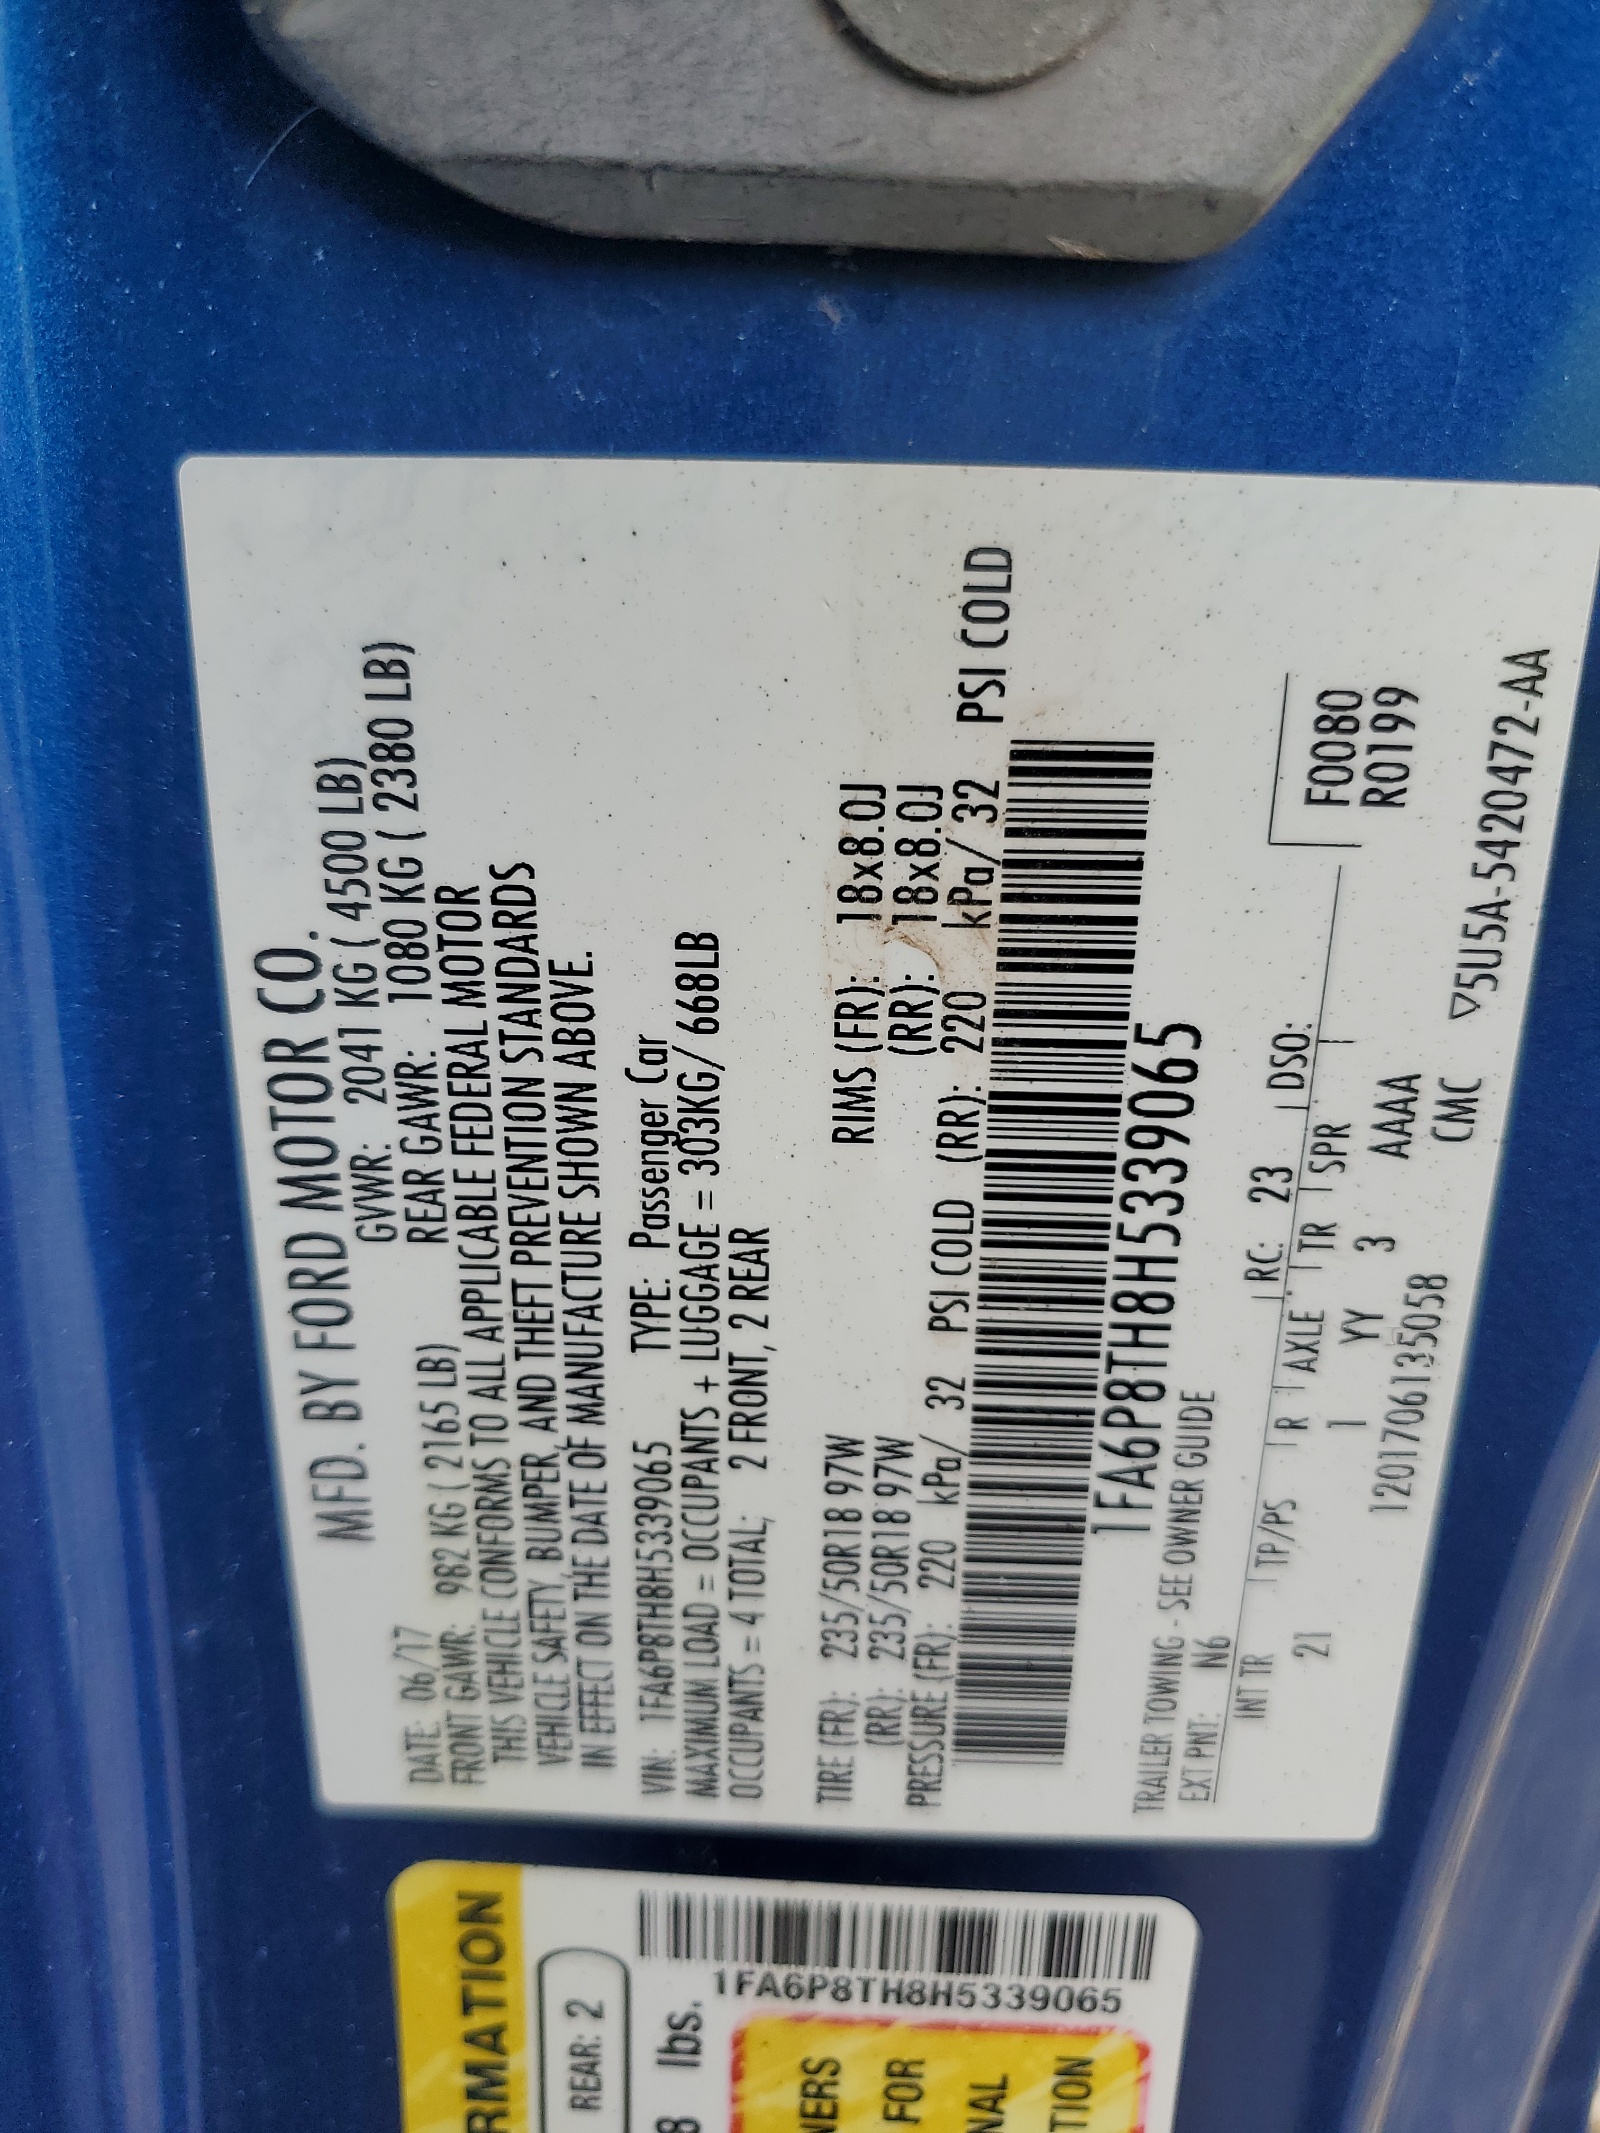 MFD. BY FORD MOTOR CO.
DATE: 06/17 GVWR: 2041 KG ( 4500 LB)
FRONT GAWR: 982 KG ( 2165 LB) REAR GAWR: 1080 KG ( 2380 LB)
THIS VEHICLE CONFORMS TO ALL APPLICABLE FEDERAL MOTOR
VEHICLE SAFETY, BUMPER, AND THEFT PREVENTION STANDARDS
IN EFFECT ON THE DATE OF MANUFACTURE SHOWN ABOVE.
VIN: 1FA6P8TH8H5339065 TYPE: Passenger Car
MAXIMUM LOAD = OCCUPANTS + LUGGAGE = 303KG/ 668LB
OCCUPANTS = 4 TOTAL; 2 FRONT, 2 REAR
TIRE (FR): 235/50R18 97W RIMS (FR): 18x8.0J
(RR): 235/50R18 97W (RR): 18x8.0J
PRESSURE (FR): 220 kPa/ 32 PSI COLD (RR): 220 kPa/ 32 PSI COLD
1FA6P8TH8H5339065
TRAILER TOWING - SEE OWNER GUIDE
EXT PNT: N6 RC: 23 DSO:
INT TR TP/PS R AXLE TR SPR
21 1 YY 3 AAAA
F0080
R0199
12017061350​58 CMC ▽5U5A-5420472-AA
RMATION
REAR: 2
8 lbs.
1FA6P8TH8H5339065
NERS
FOR
NAL
TION